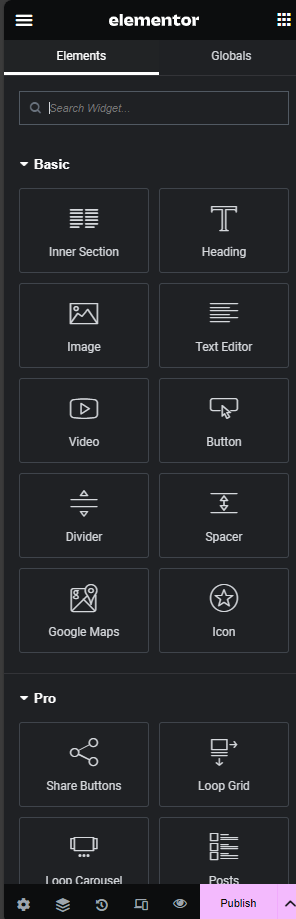 elementor
Elements Globals
Search Widget...
Basic
Inner Section Heading
Image Text Editor
Video Button
Divider Spacer
Google Maps Icon
Pro
Share Buttons Loop Grid
Loop Carousel Posts
Publish